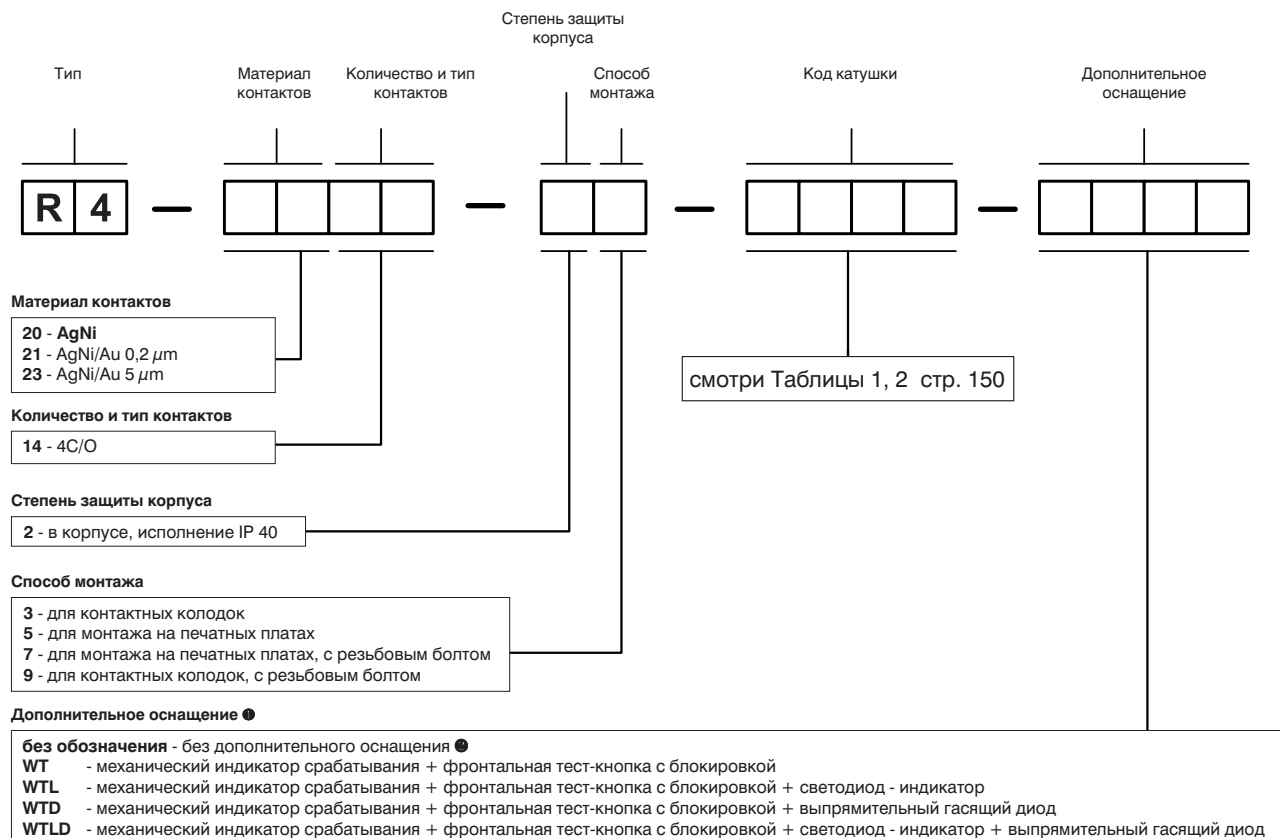 Степень защиты
корпуса
Тип
Материал
контактов
Количество и тип
контактов
Способ
монтажа
Код катушки
Дополнительное
оснащение
R 4 — — — —
Материал контактов
20 - AgNi
21 - AgNi/Au 0,2 µm
23 - AgNi/Au 5 µm
смотри Таблицы 1, 2 стр. 150
Количество и тип контактов
14 - 4C/O
Степень защиты корпуса
2 - в корпусе, исполнение IP 40
Способ монтажа
3 - для контактных колодок
5 - для монтажа на печатных платах
7 - для монтажа на печатных платах, с резьбовым болтом
9 - для контактных колодок, с резьбовым болтом
Дополнительное оснащение ❶
без обозначения - без дополнительного оснащения
WT - механический индикатор срабатывания + фронтальная тест-кнопка с блокировкой
WTL - механический индикатор срабатывания + фронтальная тест-кнопка с блокировкой + светодиод - индикатор
WTD - механический индикатор срабатывания + фронтальная тест-кнопка с блокировкой + выпрямительный гасящий диод
WTLD - механический индикатор срабатывания + фронтальная тест-кнопка с блокировкой + светодиод - индикатор + выпрямительный гасящий диод